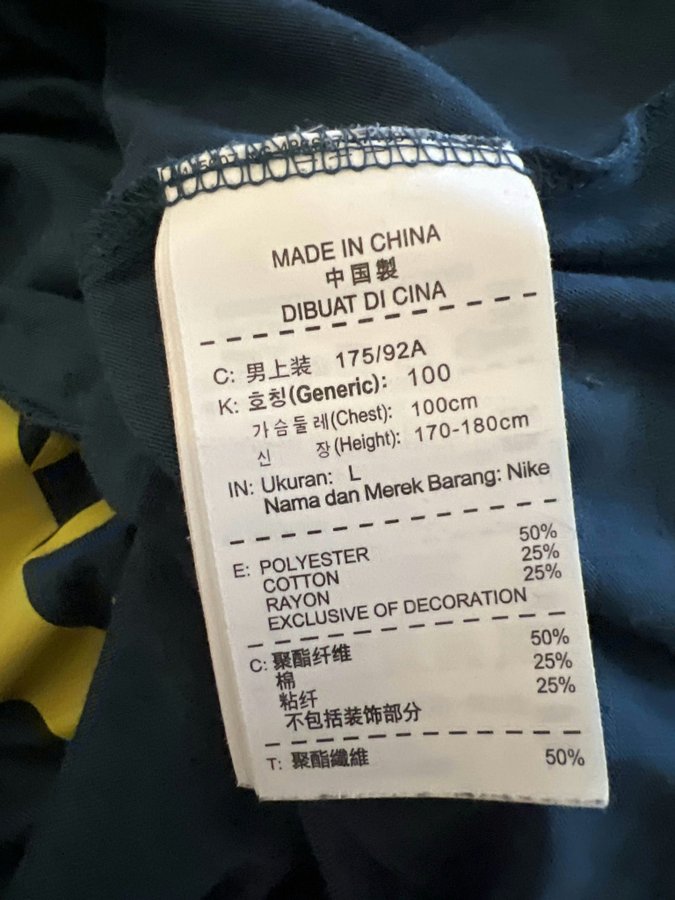 MADE IN CHINA
中国製
DIBUAT DI CINA
C: 男上装 175/92A
K: 호칭(Generic): 100
가슴둘레(Chest): 100cm
신 장(Height): 170-180cm
IN: Ukuran: L
Nama dan Merek Barang: Nike
E: POLYESTER 50%
COTTON 25%
RAYON 25%
EXCLUSIVE OF DECORATION
C: 聚酯纤维 50%
棉 25%
粘纤 25%
不包括装饰部分
T: 聚酯纖維 50%